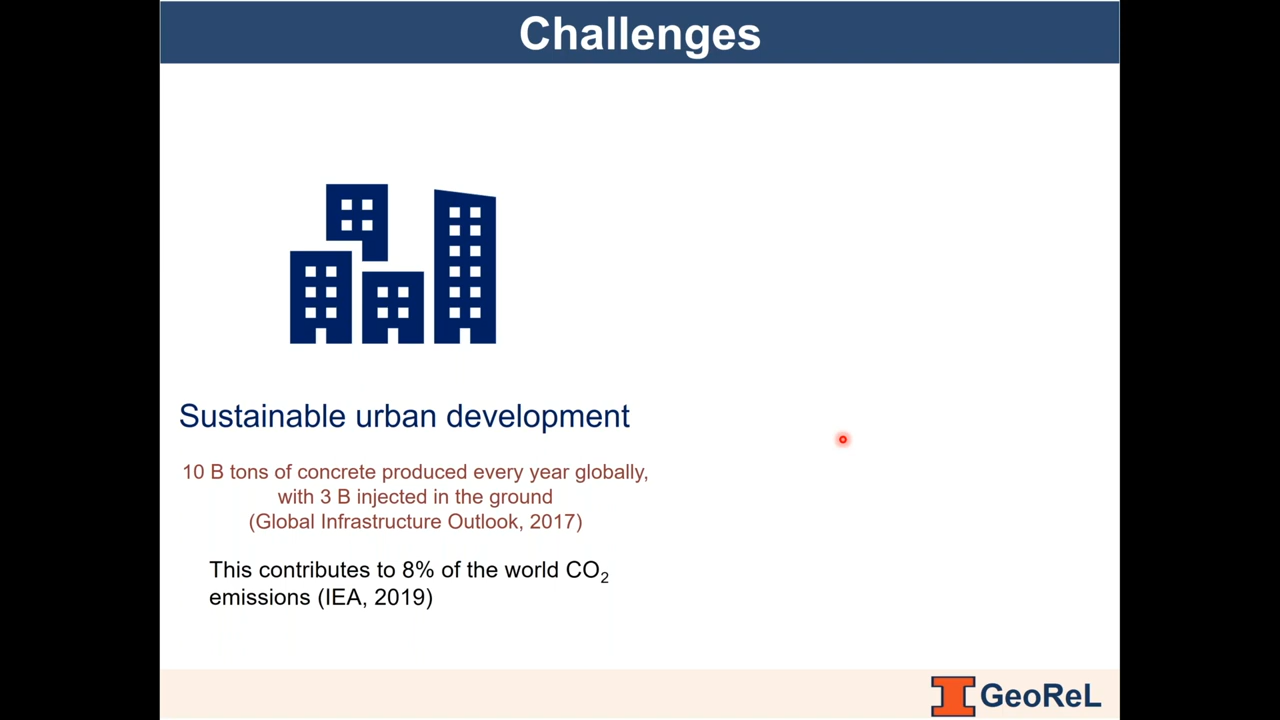 Challenges
Sustainable urban development
10 B tons of concrete produced every year globally,
with 3 B injected in the ground
(Global Infrastructure Outlook, 2017)
This contributes to 8% of the world CO₂
emissions (IEA, 2019)
I GeoReL